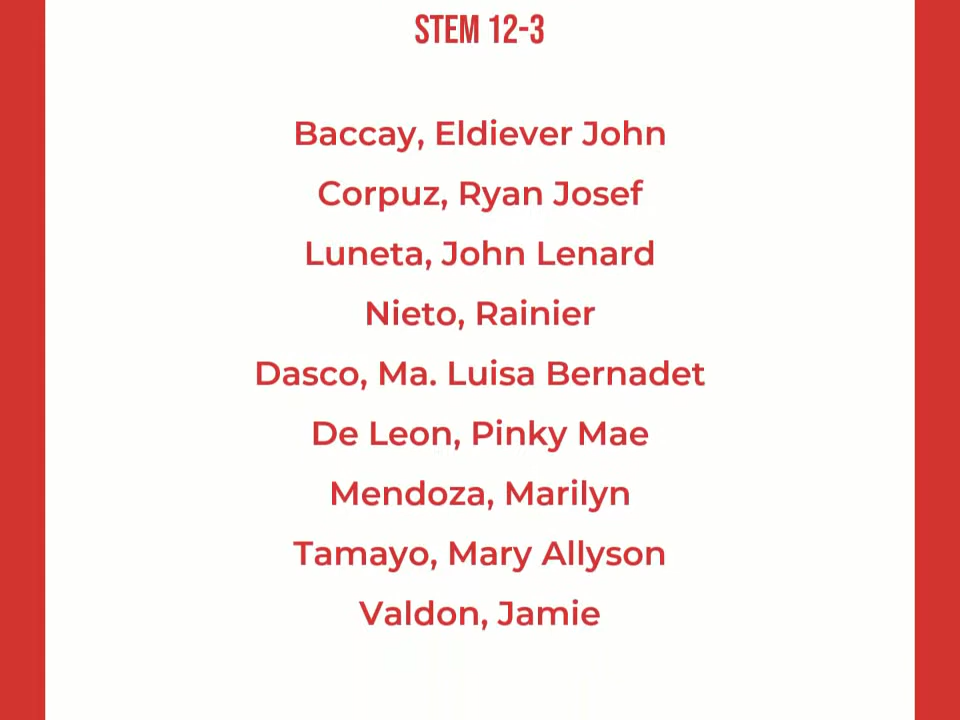 STEM 12-3
Baccay, Eldiever John
Corpuz, Ryan Josef
Luneta, John Lenard
Nieto, Rainier
Dasco, Ma. Luisa Bernadet
De Leon, Pinky Mae
Mendoza, Marilyn
Tamayo, Mary Allyson
Valdon, Jamie